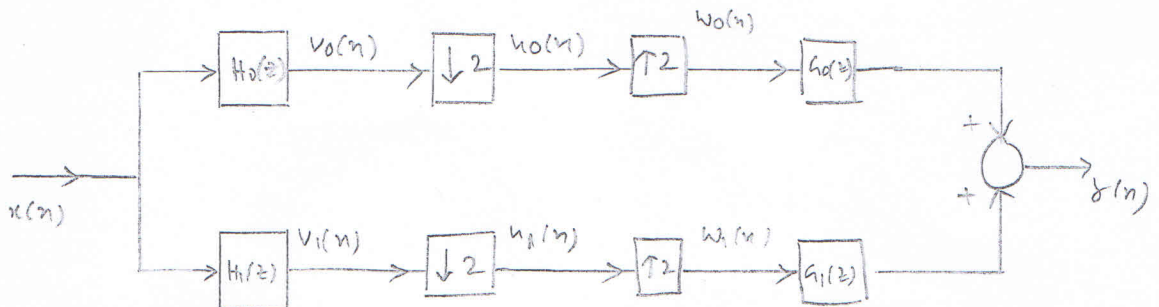 V₀(n) u₀(n) W₀(n)
H₀(z) ↓2 ↑2 G₀(z)
+
x(n) y(n)
+
V₁(n) u₁(n) W₁(n)
H₁(z) ↓2 ↑2 G₁(z)